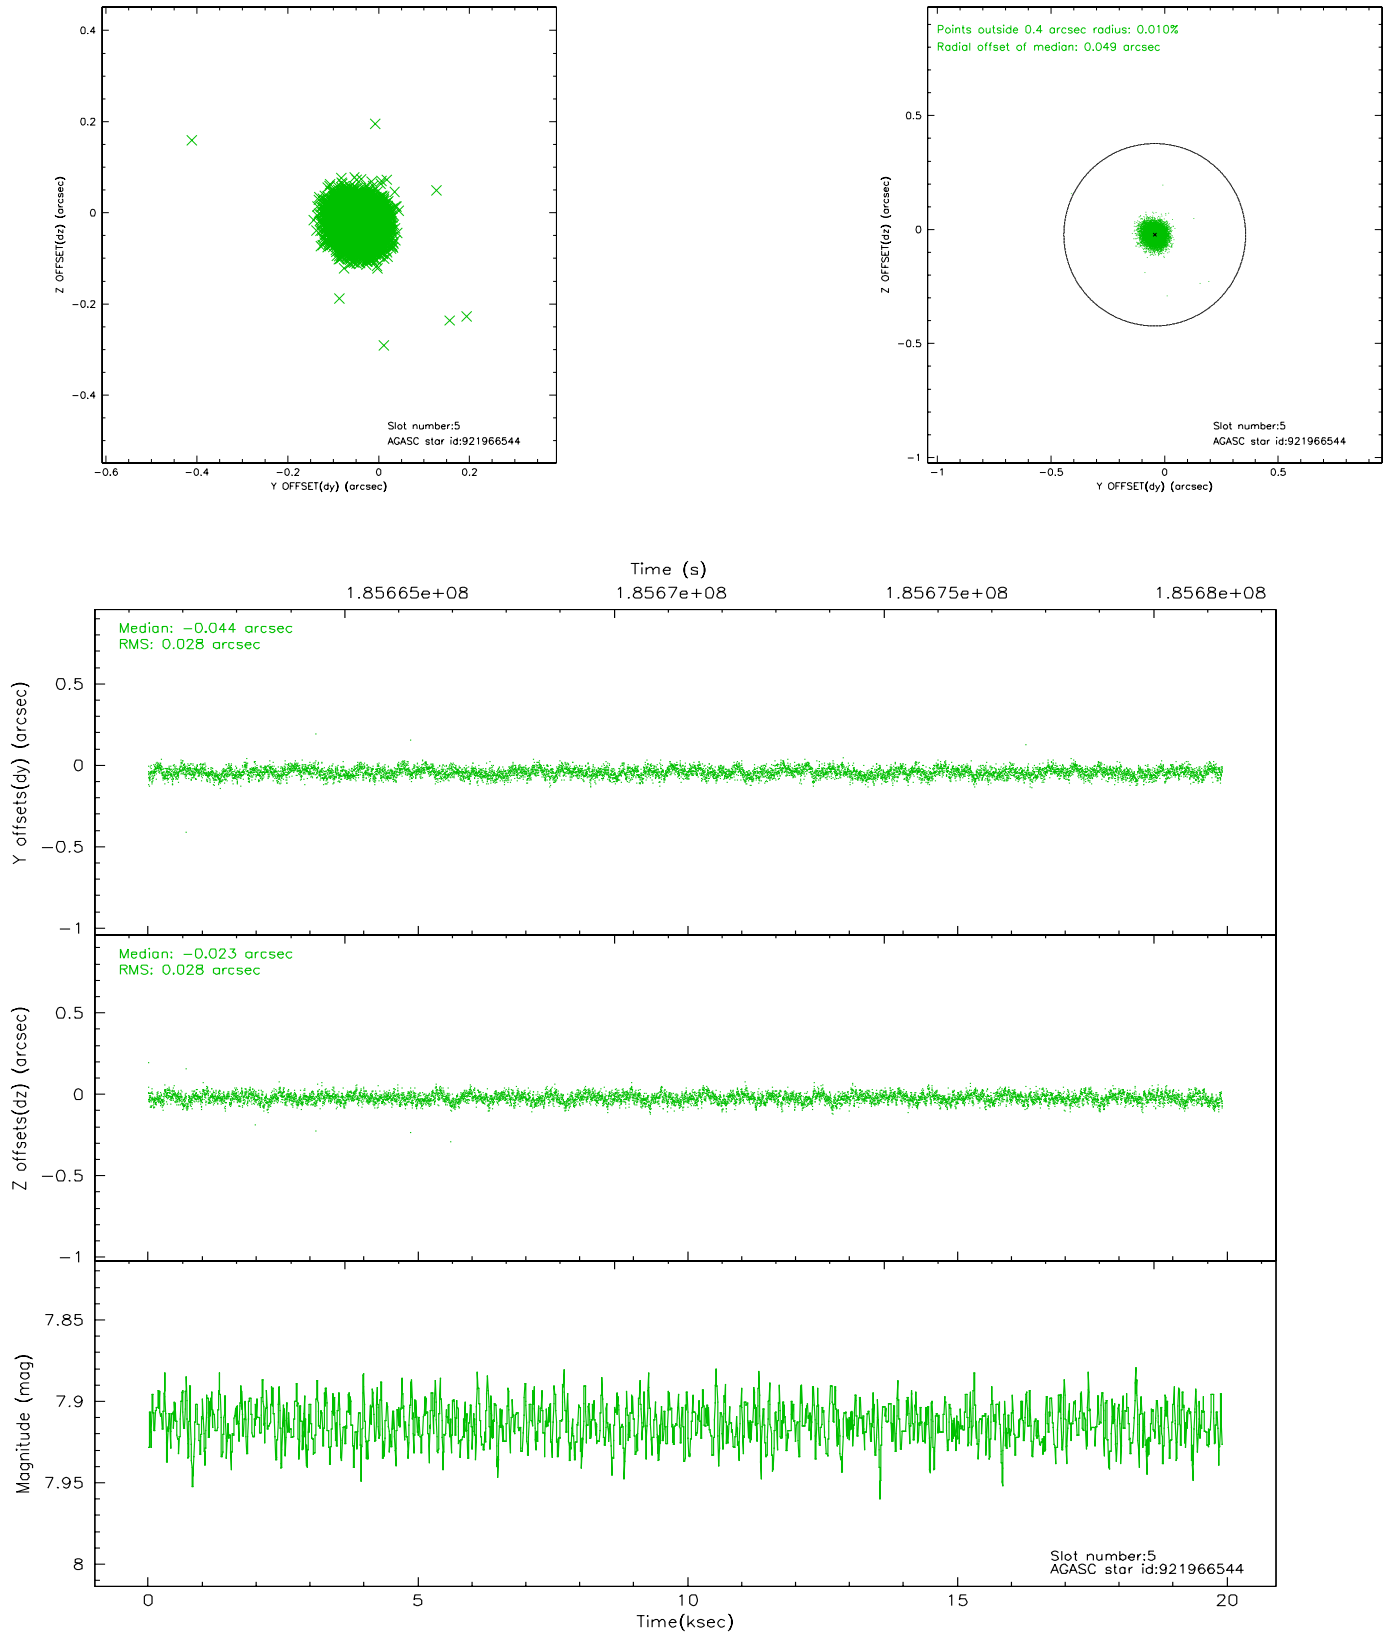 0.4
0.2
0
−0.2
−0.4
Z OFFSET(dz) (arcsec)
Slot number:5
AGASC star id:921966544
−0.6
−0.4
−0.2
0
0.2
Y OFFSET(dy) (arcsec)
Points outside 0.4 arcsec radius: 0.010%
Radial offset of median: 0.049 arcsec
0.5
0
−0.5
−1
Z OFFSET(dz) (arcsec)
Slot number:5
AGASC star id:921966544
−1
−0.5
0
0.5
Y OFFSET(dy) (arcsec)
Time (s)
1.85665e+08
1.8567e+08
1.85675e+08
1.8568e+08
Median: −0.044 arcsec
RMS: 0.028 arcsec
0.5
0
−0.5
−1
Y offsets(dy) (arcsec)
Median: −0.023 arcsec
RMS: 0.028 arcsec
0.5
0
−0.5
−1
Z offsets(dz) (arcsec)
7.85
7.9
7.95
8
Magnitude (mag)
Slot number:5
AGASC star id:921966544
0
5
10
15
20
Time(ksec)